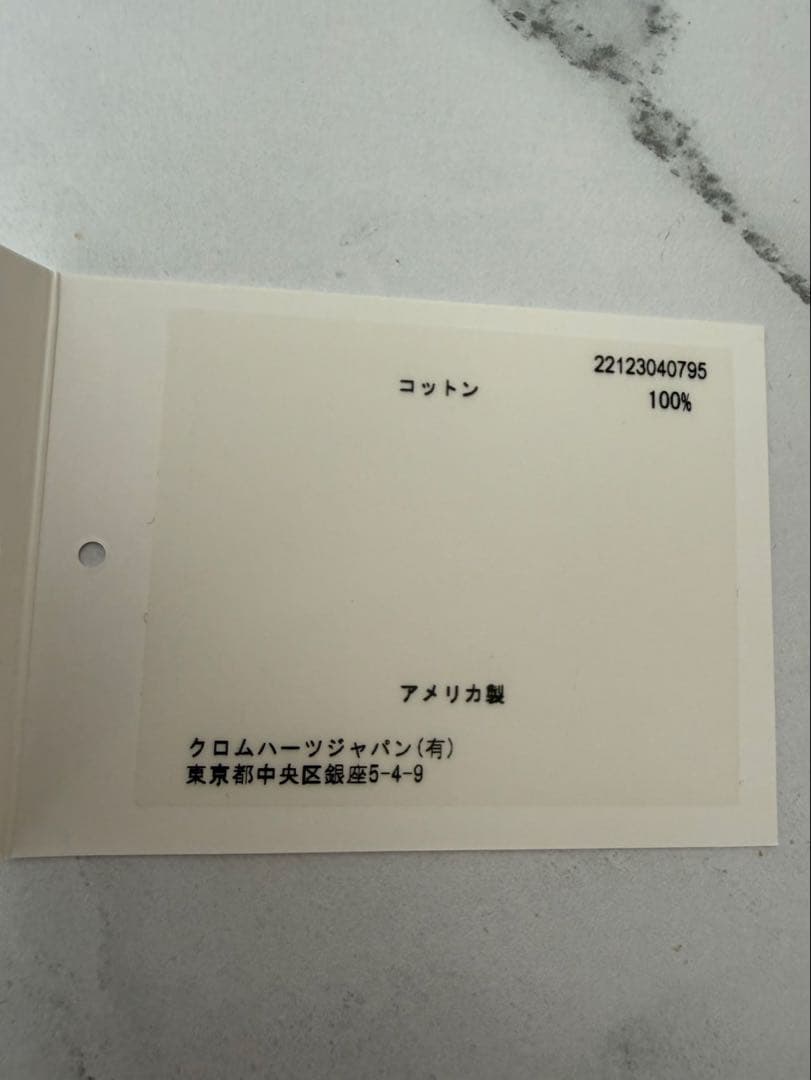 22123040795
コットン 100%
アメリカ製
クロムハーツジャパン(有)
東京都中央区銀座5-4-9